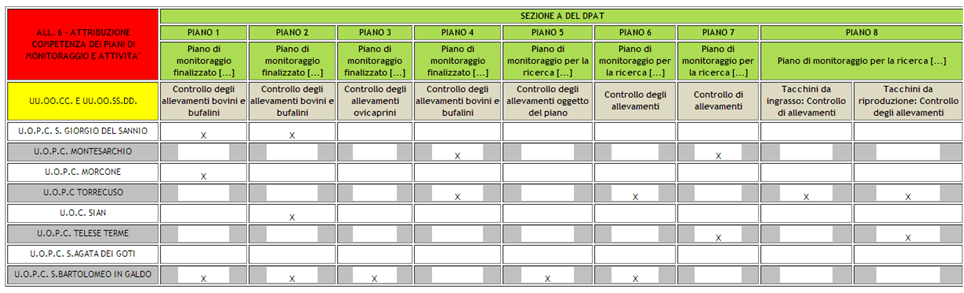 ALL. 6 - ATTRIBUZIONE
COMPETENZA DEI PIANI DI
MONITORAGGIO E ATTIVITA'
SEZIONE A DEL DPAT
PIANO 1 PIANO 2 PIANO 3 PIANO 4 PIANO 5 PIANO 6 PIANO 7 PIANO 8
Piano di monitoraggio finalizzato [...]
Piano di monitoraggio finalizzato [...]
Piano di monitoraggio finalizzato [...]
Piano di monitoraggio finalizzato [...]
Piano di monitoraggio per la ricerca [...]
Piano di monitoraggio per la ricerca [...]
Piano di monitoraggio per la ricerca [...]
Piano di monitoraggio per la ricerca [...]
UU.OO.CC. E UU.OO.SS.DD.
Controllo degli allevamenti bovini e bufalini
Controllo degli allevamenti bovini e bufalini
Controllo degli allevamenti ovicaprini
Controllo degli allevamenti bovini e bufalini
Controllo degli allevamenti oggetto del piano
Controllo degli allevamenti
Controllo di allevamenti
Tacchini da ingrasso: Controllo di allevamenti
Tacchini da riproduzione: Controllo degli allevamenti
U.O.P.C. S. GIORGIO DEL SANNIO X X
U.O.P.C. MONTESARCHIO X X
U.O.P.C. MORCONE X
U.O.P.C TORRECUSO X X X X
U.O.C. SIAN X
U.O.P.C. TELESE TERME X X
U.O.P.C. S.AGATA DEI GOTI
U.O.P.C. S.BARTOLOMEO IN GALDO X X X X X